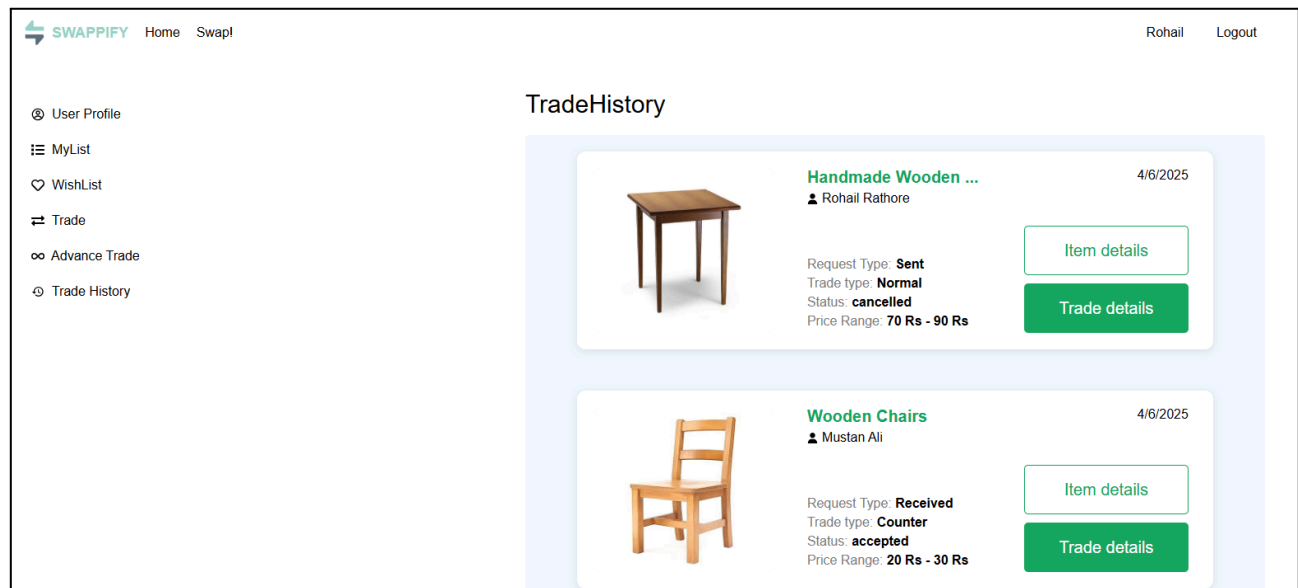 SWAPPIFY Home Swap! Rohail Logout
User Profile
MyList
WishList
Trade
Advance Trade
Trade History
TradeHistory
Handmade Wooden ... 4/6/2025
Rohail Rathore
Item details
Request Type: Sent
Trade type: Normal
Status: cancelled
Price Range: 70 Rs - 90 Rs
Trade details
Wooden Chairs 4/6/2025
Mustan Ali
Item details
Request Type: Received
Trade type: Counter
Status: accepted
Price Range: 20 Rs - 30 Rs
Trade details